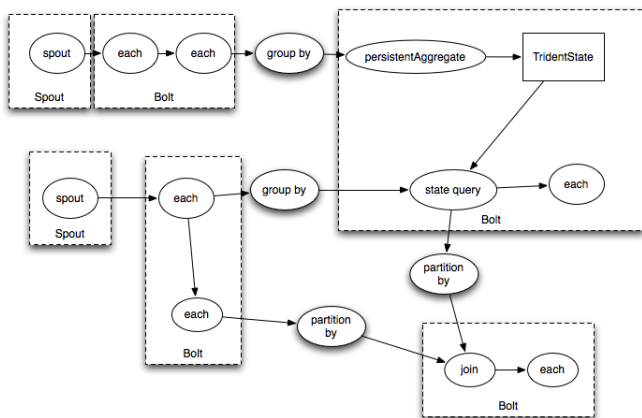 spout
each
each
group by
persistentAggregate
TridentState
Spout
Bolt
spout
each
group by
state query
each
Spout
Bolt
partition
by
each
partition
by
Bolt
join
each
Bolt